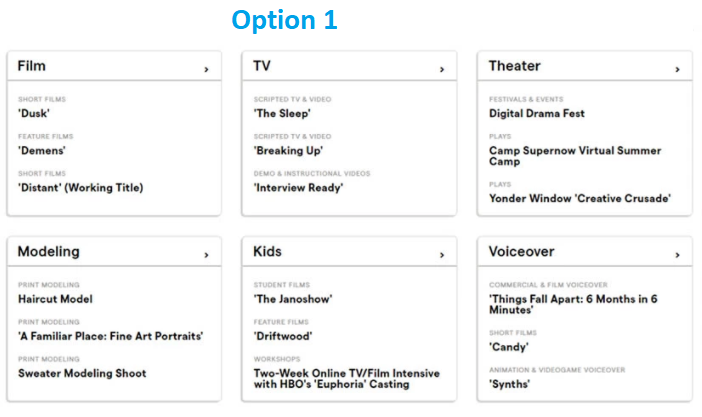 Option 1
Film
SHORT FILMS
'Dusk'
FEATURE FILMS
'Demens'
SHORT FILMS
'Distant' (Working Title)
TV
SCRIPTED TV & VIDEO
'The Sleep'
SCRIPTED TV & VIDEO
'Breaking Up'
DEMO & INSTRUCTIONAL VIDEOS
'Interview Ready'
Theater
FESTIVALS & EVENTS
Digital Drama Fest
PLAYS
Camp Supernow Virtual Summer
Camp
PLAYS
Yonder Window 'Creative Crusade'
Modeling
PRINT MODELING
Haircut Model
PRINT MODELING
'A Familiar Place: Fine Art Portraits'
PRINT MODELING
Sweater Modeling Shoot
Kids
STUDENT FILMS
'The Janoshow'
FEATURE FILMS
'Driftwood'
WORKSHOPS
Two-Week Online TV/Film Intensive
with HBO's 'Euphoria' Casting
Voiceover
COMMERCIAL & FILM VOICEOVER
'Things Fall Apart: 6 Months in 6
Minutes'
SHORT FILMS
'Candy'
ANIMATION & VIDEOGAME VOICEOVER
'Synths'